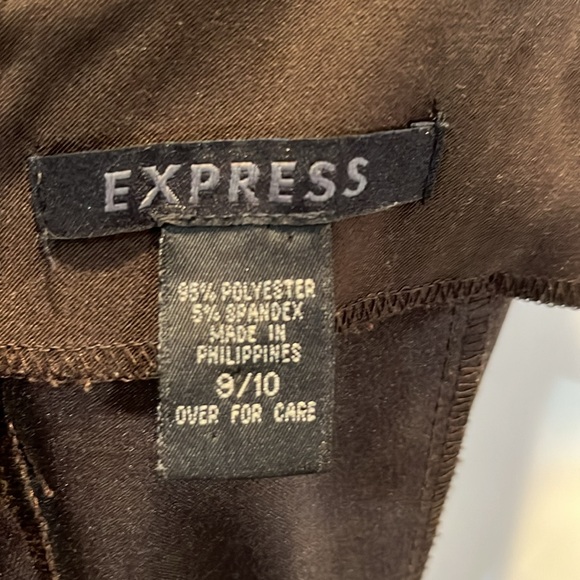 EXPRESS
95% POLYESTER
5% SPANDEX
MADE IN
PHILIPPINES
9/10
OVER FOR CARE